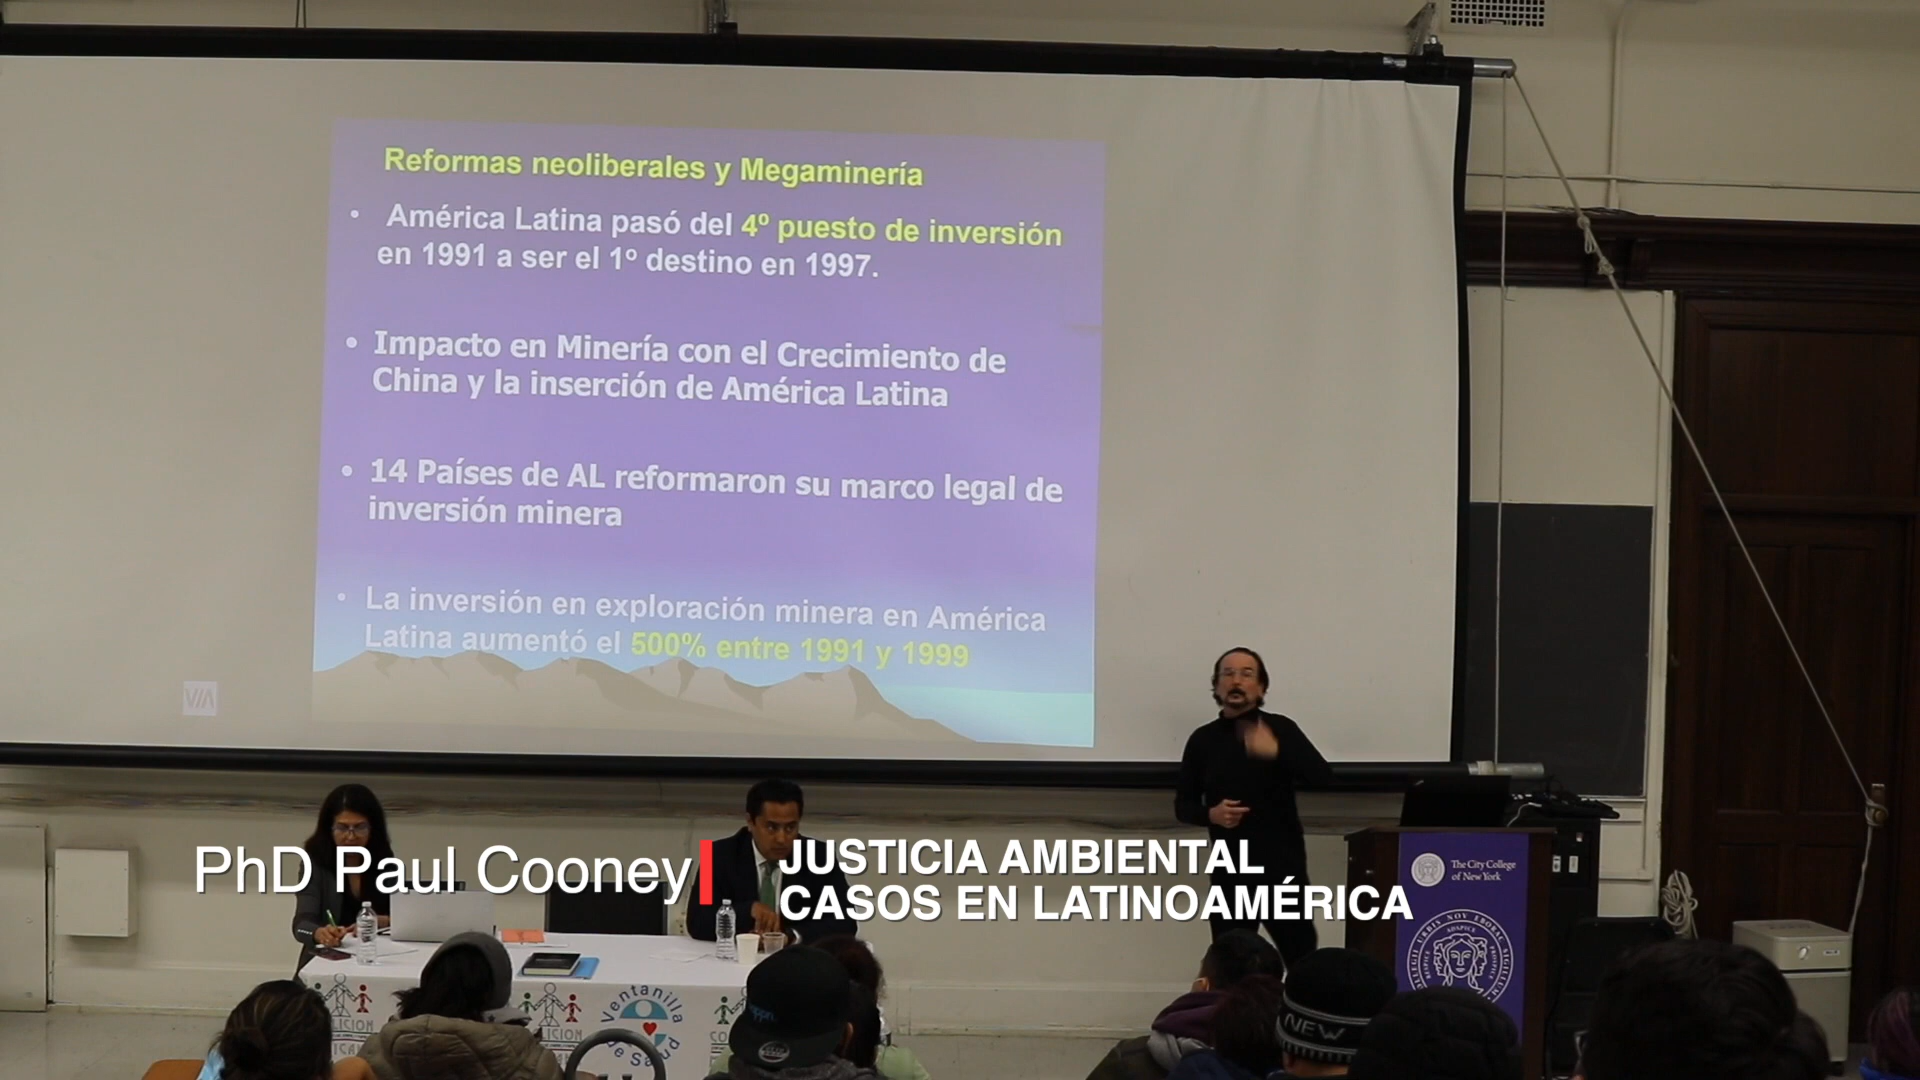 Reformas neoliberales y Megaminería
• América Latina pasó del 4º puesto de inversión
en 1991 a ser el 1º destino en 1997.
• Impacto en Minería con el Crecimiento de
China y la inserción de América Latina
• 14 Países de AL reformaron su marco legal de
inversión minera
• La inversión en exploración minera en América
Latina aumentó el 500% entre 1991 y 1999
VIA
PhD Paul Cooney
JUSTICIA AMBIENTAL
CASOS EN LATINOAMÉRICA
The City College
of New York
Ventanilla
de Salud
NEW